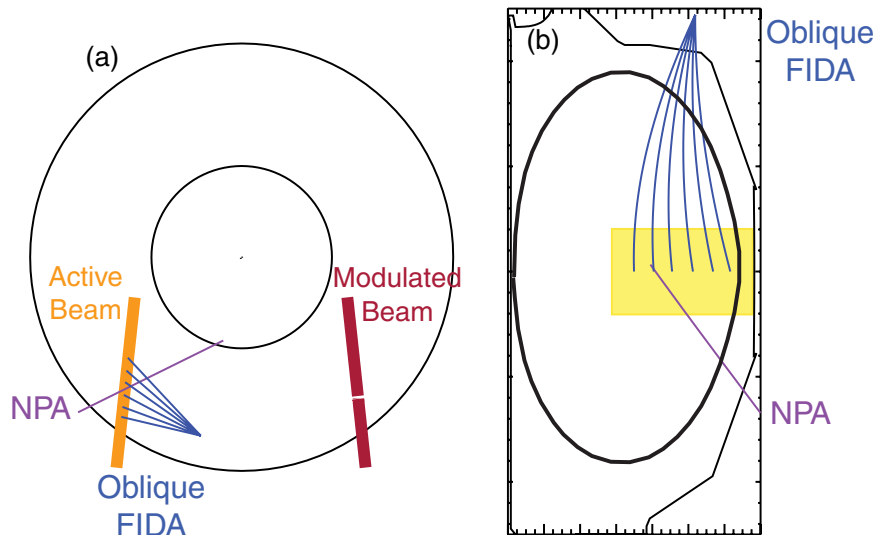 (a)
Active
Beam
Modulated
Beam
NPA
Oblique
FIDA
(b)
Oblique
FIDA
NPA